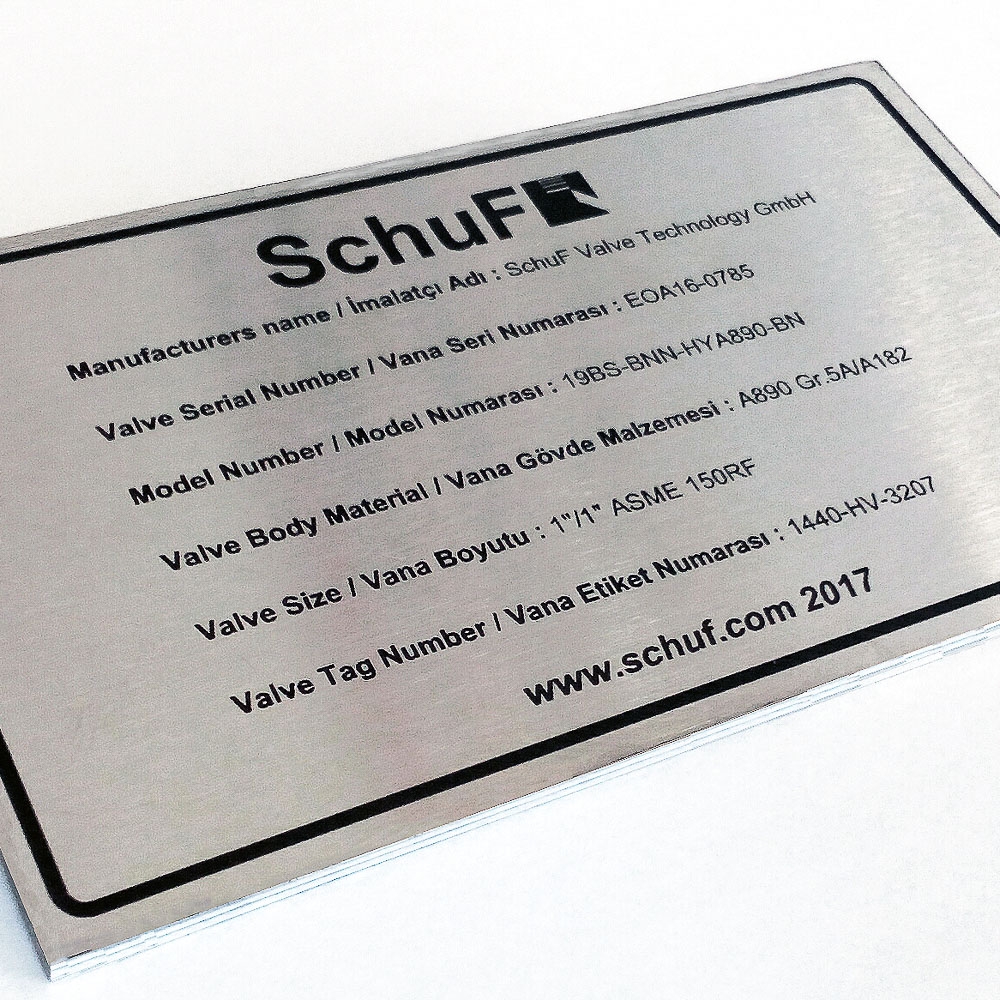 SchuF
Manufacturers name / İmalatçı Adı : SchuF Valve Technology GmbH
Valve Serial Number / Vana Seri Numarası : EOA16-0785
Model Number / Model Numarası : 19BS-BNN-HYA890-BN
Valve Body Material / Vana Gövde Malzemesi : A890 Gr.5A/A182
Valve Size / Vana Boyutu : 1"/1" ASME 150RF
Valve Tag Number / Vana Etiket Numarası : 1440-HV-3207
www.schuf.com 2017